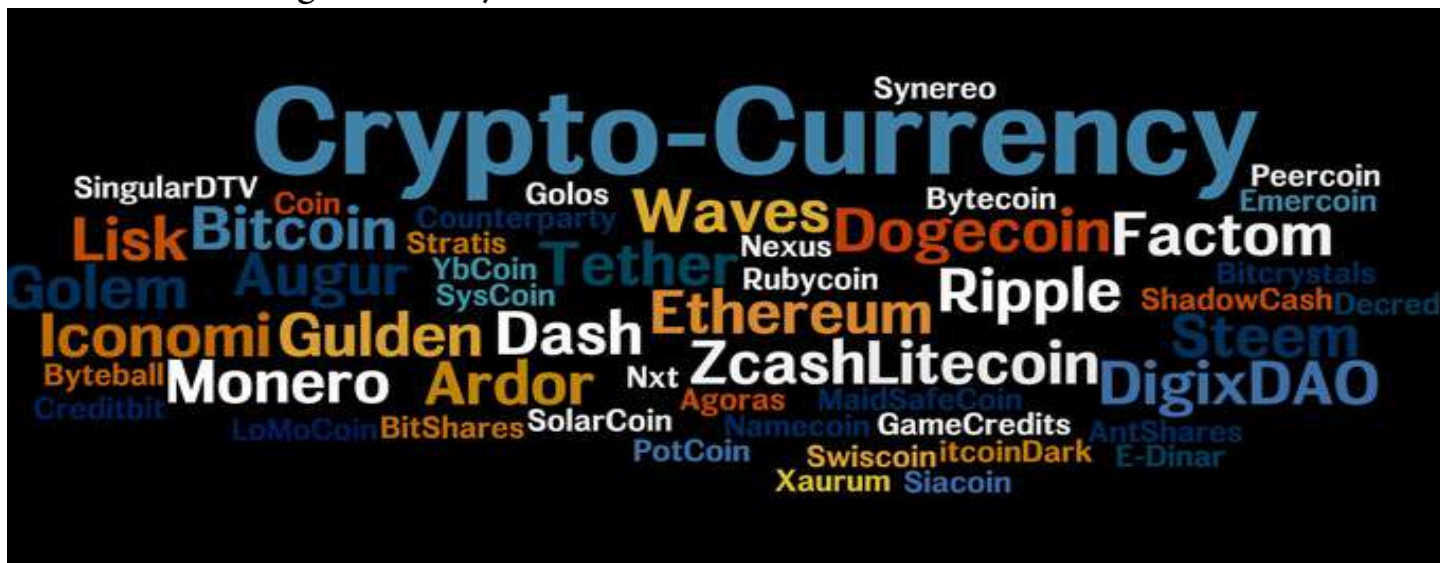 Synereo
Crypto-Currency
SingularDTV Coin Golos Waves Bytecoin Peercoin
Lisk Bitcoin Counterparty Dogecoin Factom Emercoin
Stratis Nexus
Golem Augur YbCoin Tether Rubycoin Ripple Bitcrystals
SysCoin Ethereum ShadowCash Decred
Iconomi Gulden Dash Steem
Byteball Monero Ardor Nxt ZcashLitecoin DigixDAO
Creditbit Agoras MaidSafeCoin
LoMoCoin BitShares SolarCoin Namecoin GameCredits AntShares
PotCoin Swiscoin itcoinDark E-Dinar
Xaurum Siacoin